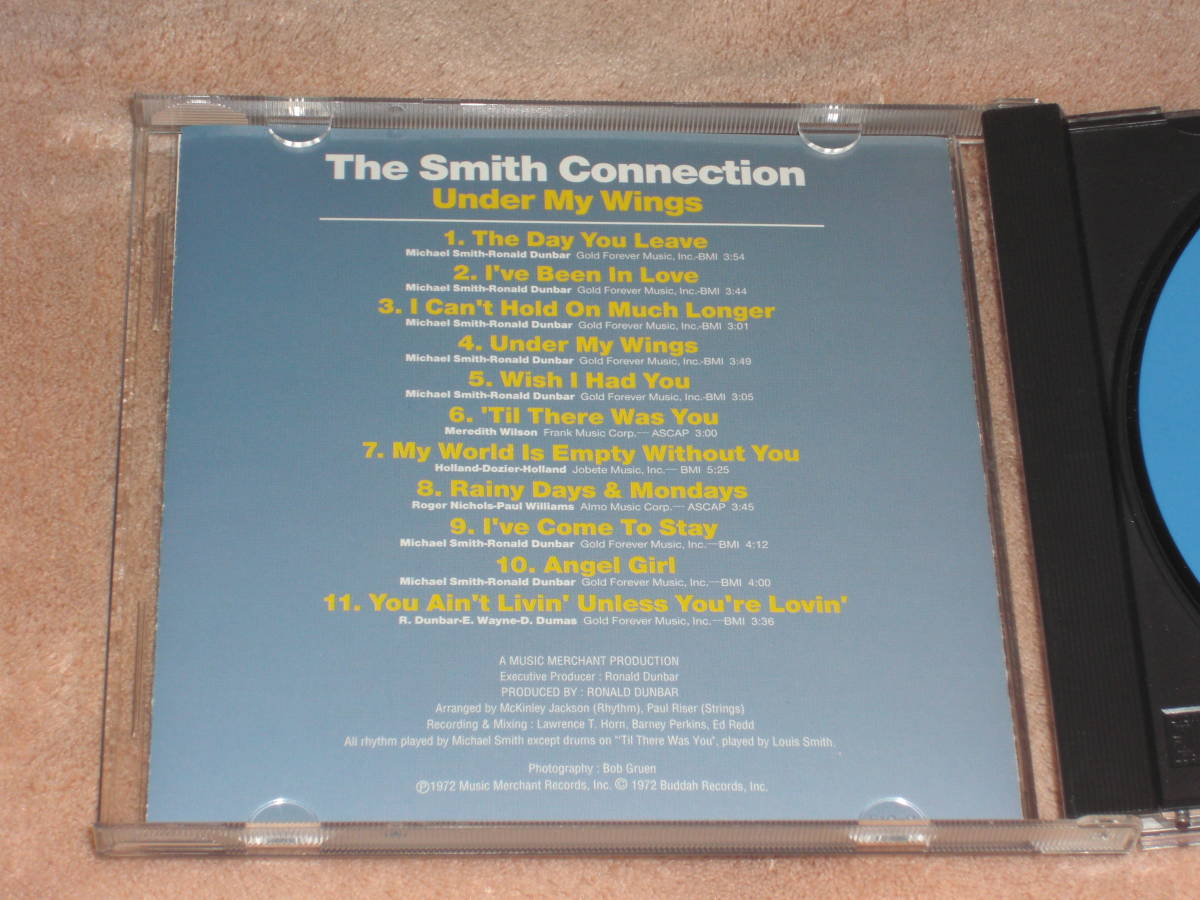 The Smith Connection
Under My Wings
1. The Day You Leave
Michael Smith-Ronald Dunbar Gold Forever Music, Inc.-BMI 3:54
2. I've Been In Love
Michael Smith-Ronald Dunbar Gold Forever Music, Inc.-BMI 3:44
3. I Can't Hold On Much Longer
Michael Smith-Ronald Dunbar Gold Forever Music, Inc.-BMI 3:01
4. Under My Wings
Michael Smith-Ronald Dunbar Gold Forever Music, Inc.-BMI 3:49
5. Wish I Had You
Michael Smith-Ronald Dunbar Gold Forever Music, Inc.-BMI 3:05
6. 'Til There Was You
Meredith Wilson Frank Music Corp.— ASCAP 3:00
7. My World Is Empty Without You
Holland-Dozier-Holland Jobete Music, Inc.— BMI 5:25
8. Rainy Days & Mondays
Roger Nichols-Paul Williams Almo Music Corp.— ASCAP 3:45
9. I've Come To Stay
Michael Smith-Ronald Dunbar Gold Forever Music, Inc.—BMI 4:12
10. Angel Girl
Michael Smith-Ronald Dunbar Gold Forever Music, Inc.—BMI 4:00
11. You Ain't Livin' Unless You're Lovin'
R. Dunbar-E. Wayne-D. Dumas Gold Forever Music, Inc.—BMI 3:36
A MUSIC MERCHANT PRODUCTION
Executive Producer : Ronald Dunbar
PRODUCED BY : RONALD DUNBAR
Arranged by McKinley Jackson (Rhythm), Paul Riser (Strings)
Recording & Mixing : Lawrence T. Horn, Barney Perkins, Ed Redd
All rhythm played by Michael Smith except drums on "'Til There Was You", played by Louis Smith.
Photography : Bob Gruen
℗1972 Music Merchant Records, Inc. © 1972 Buddah Records, Inc.